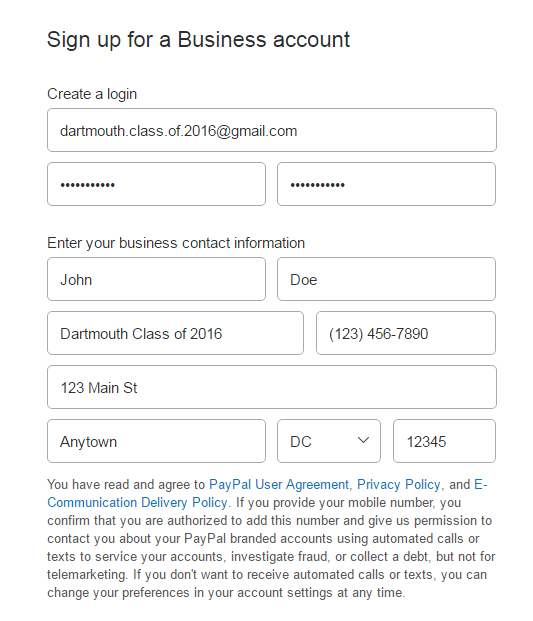 Sign up for a Business account
Create a login
dartmouth.class.of.2016@gmail.com
••••••••••• •••••••••••
Enter your business contact information
John Doe
Dartmouth Class of 2016 (123) 456-7890
123 Main St
Anytown DC 12345
You have read and agree to PayPal User Agreement, Privacy Policy, and E-
Communication Delivery Policy. If you provide your mobile number, you
confirm that you are authorized to add this number and give us permission to
contact you about your PayPal branded accounts using automated calls or
texts to service your accounts, investigate fraud, or collect a debt, but not for
telemarketing. If you don't want to receive automated calls or texts, you can
change your preferences in your account settings at any time.